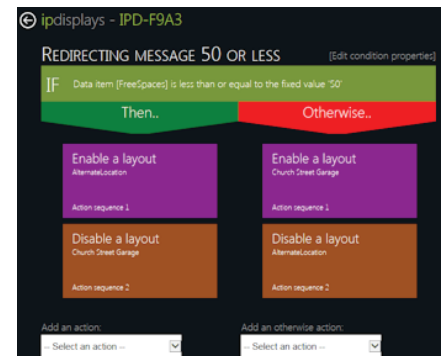 ipdisplays - IPD-F9A3
REDIRECTING MESSAGE 50 OR LESS
[Edit condition properties]
IF Data item [FreeSpaces] is less than or equal to the fixed value '50'
Then.. Otherwise..
Enable a layout
AlternateLocation
Action sequence 1
Enable a layout
Church Street Garage
Action sequence 1
Disable a layout
Church Street Garage
Action sequence 2
Disable a layout
AlternateLocation
Action sequence 2
Add an action: Add an otherwise action:
-- Select an action -- -- Select an action --